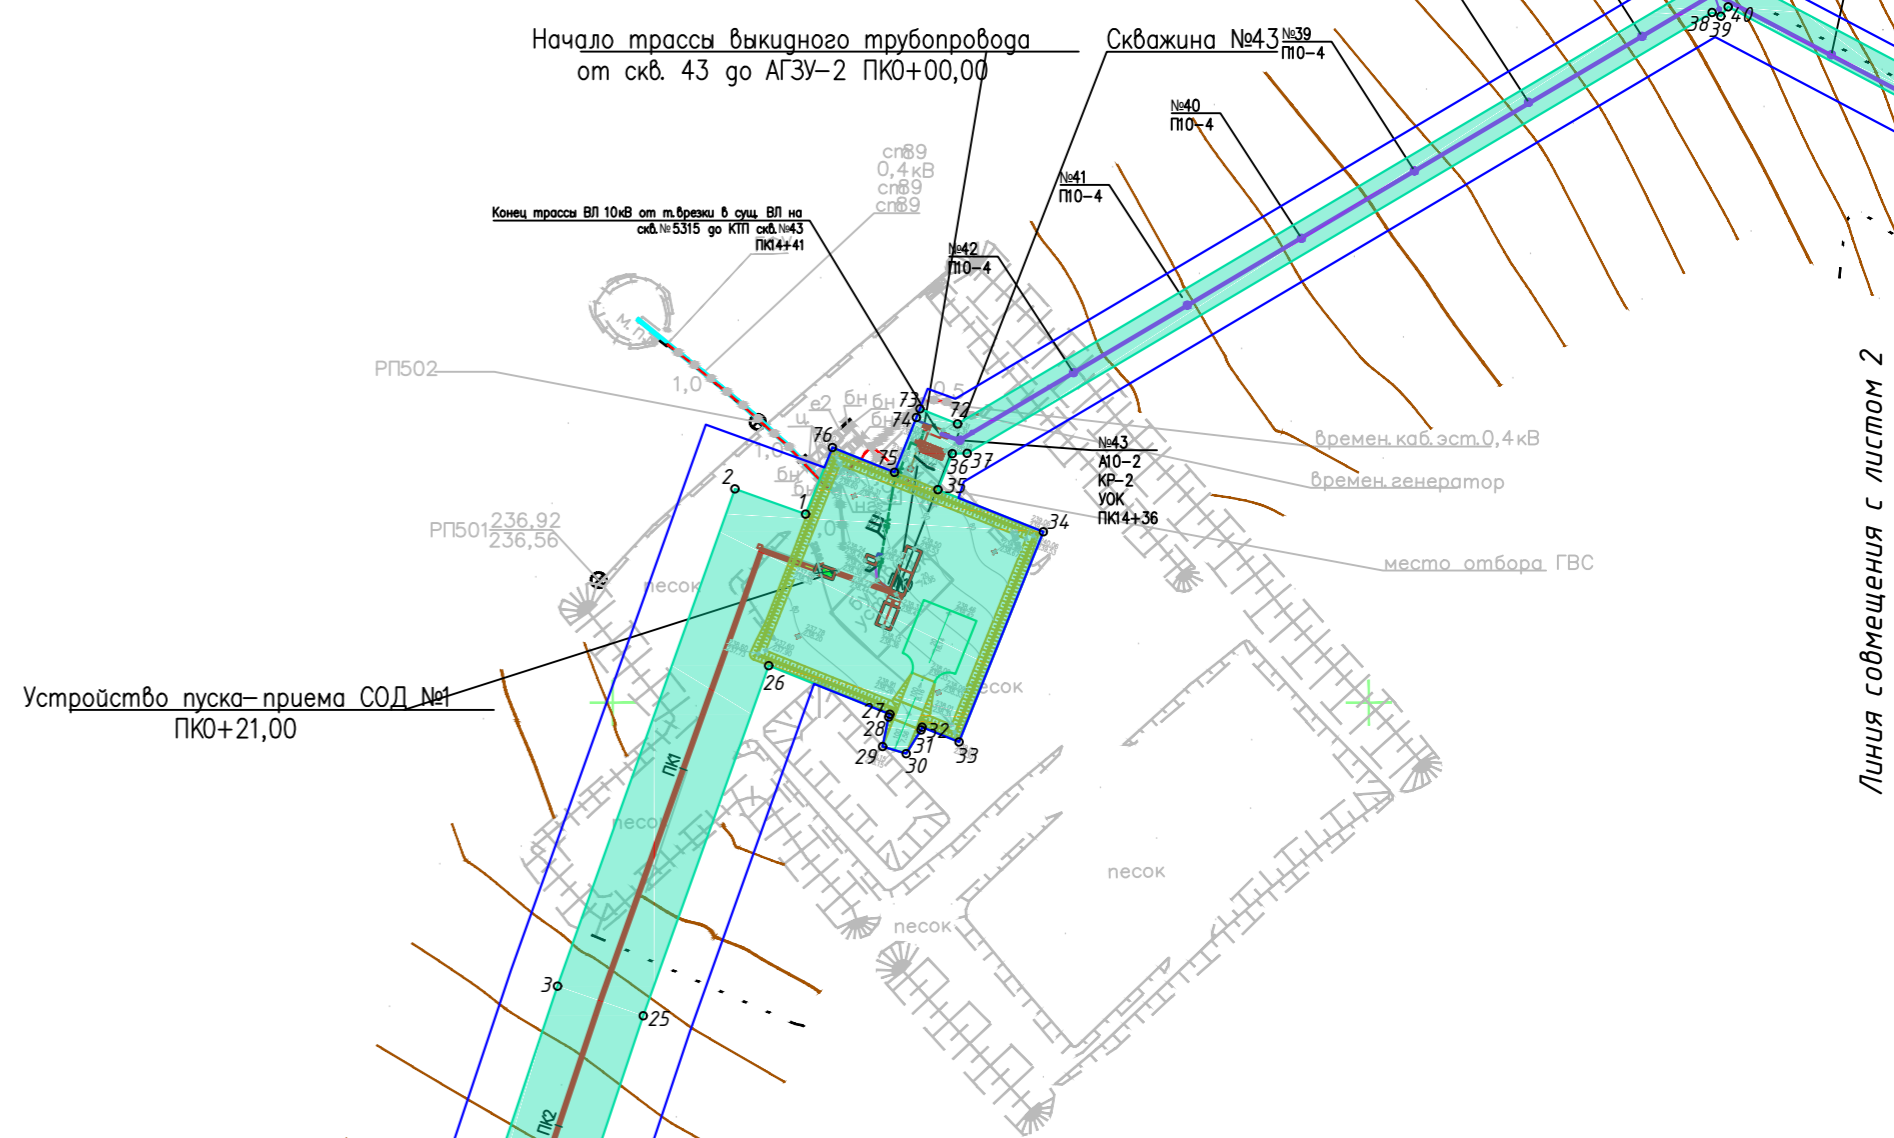 Начало трассы выкидного трубопровода
от скв. 43 до АГЗУ-2 ПК0+00,00
Скважина №43
№39
П10-4
38
39
40
№40
П10-4
0,4кВ
№41
П10-4
Конец трассы ВЛ 10кВ от т.врезки в сущ. ВЛ на
скв.№5315 до КТП скв.№43
ПК14+41
№42
П10-4
РП502
1,0
0,5
73
72
74
е2
бн
бн
76
75
36
37
35
34
времен.каб.эст.0,4кВ
времен.генератор
место отбора ГВС
№43
А10-2
КР-2
УОК
ПК14+36
2
1
РП501
236,92
236,56
песок
Устройство пуска-приема СОД №1
ПК0+21,00
26
песок
27
28
29
30
31
32
33
ПК1
песок
песок
песок
3
25
ПК2
Линия совмещения с листом 2